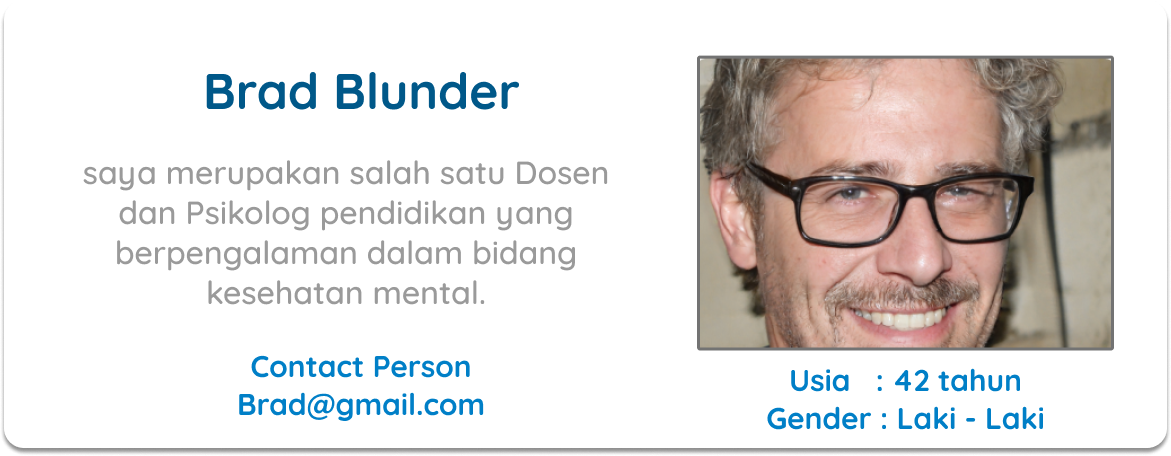 Brad Blunder
saya merupakan salah satu Dosen
dan Psikolog pendidikan yang
berpengalaman dalam bidang
kesehatan mental.
Contact Person
Brad@gmail.com
Usia : 42 tahun
Gender : Laki - Laki